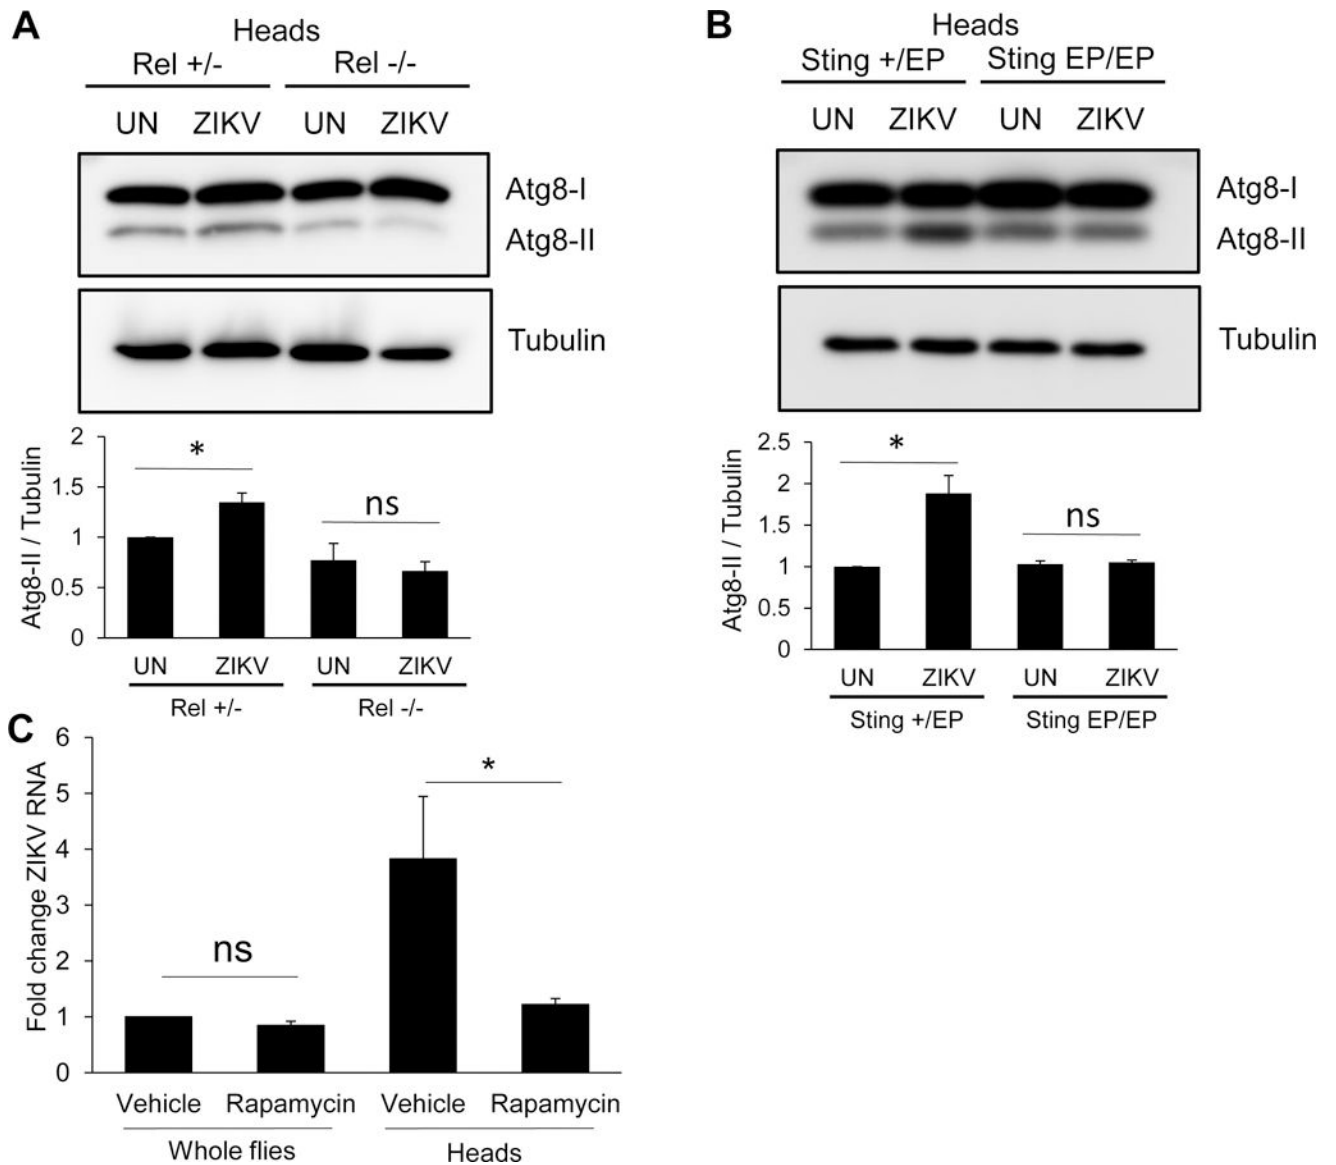 A
Heads
Rel +/- Rel -/-
UN ZIKV UN ZIKV
Atg8-I
Atg8-II
Tubulin
2
1.5
1
0.5
0
Atg8-II / Tubulin
*
ns
UN ZIKV UN ZIKV
Rel +/- Rel -/-
B
Heads
Sting +/EP Sting EP/EP
UN ZIKV UN ZIKV
Atg8-I
Atg8-II
Tubulin
2.5
2
1.5
1
0.5
0
Atg8-II / Tubulin
*
ns
UN ZIKV UN ZIKV
Sting +/EP Sting EP/EP
C
6
5
4
3
2
1
0
Fold change ZIKV RNA
ns
*
Vehicle Rapamycin Vehicle Rapamycin
Whole flies Heads